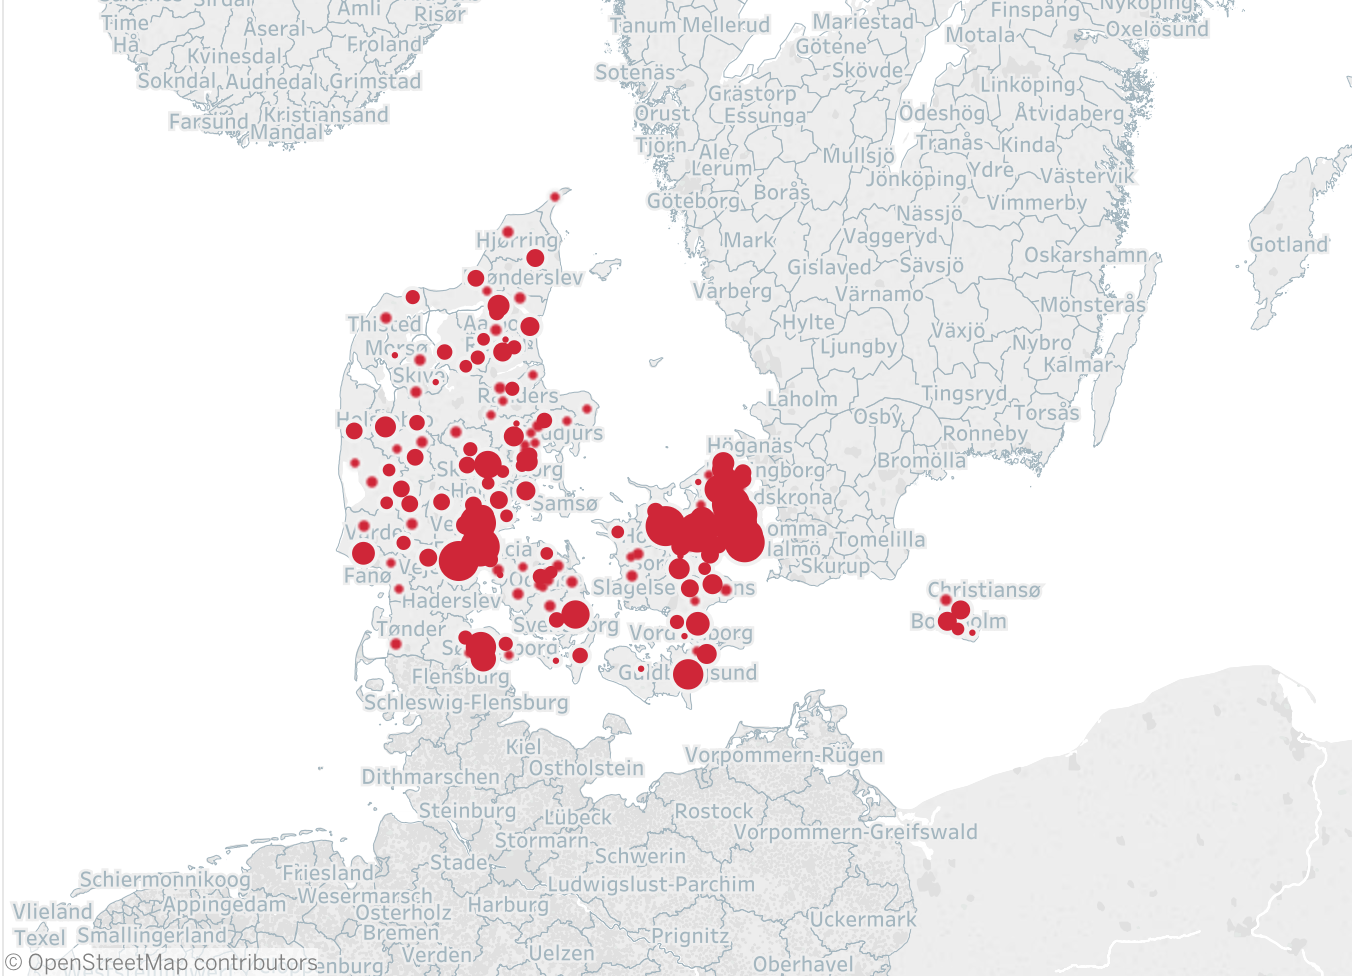 Sirdal
Åmli
Nyköping
Time
Åseral
Risør
Tanum
Mellerud
Mariestad
Finspång
Motala
Oxelösund
Hå
Kvinesdal
Froland
Götene
Sokndal
Audnedal
Grimstad
Sotenäs
Skövde
Linköping
Grästorp
Farsund
Kristiansand
Orust
Essunga
Ödeshög
Åtvidaberg
Mandal
Tjörn
Ale
Mullsjö
Tranås
Kinda
Lerum
Ydre
Jönköping
Västervik
Göteborg
Borås
Vimmerby
Nässjö
Hjørring
Mark
Vaggeryd
Gotland
Gislaved
Sävsjö
Oskarshamn
Varberg
Värnamo
Mönsterås
Thisted
Hylte
Växjö
Ljungby
Nybro
Kalmar
Laholm
Tingsryd
Osby
Torsås
Ronneby
Höganäs
Bromölla
Samsø
Tomelilla
Skurup
Fanø
Slagelse
Christiansø
Haderslev
Tønder
Flensburg
Schleswig-Flensburg
Kiel
Ostholstein
Vorpommern-Rügen
Dithmarschen
Steinburg
Lübeck
Rostock
Vorpommern-Greifswald
Stormarn
Schwerin
Stade
Friesland
Schiermonnikoog
Ludwigslust-Parchim
Wesermarsch
Appingedam
Harburg
Osterholz
Vlieland
Uckermark
Texel
Smallingerland
Bremen
Prignitz
Verden
Uelzen
Oberhavel
© OpenStreetMap contributors